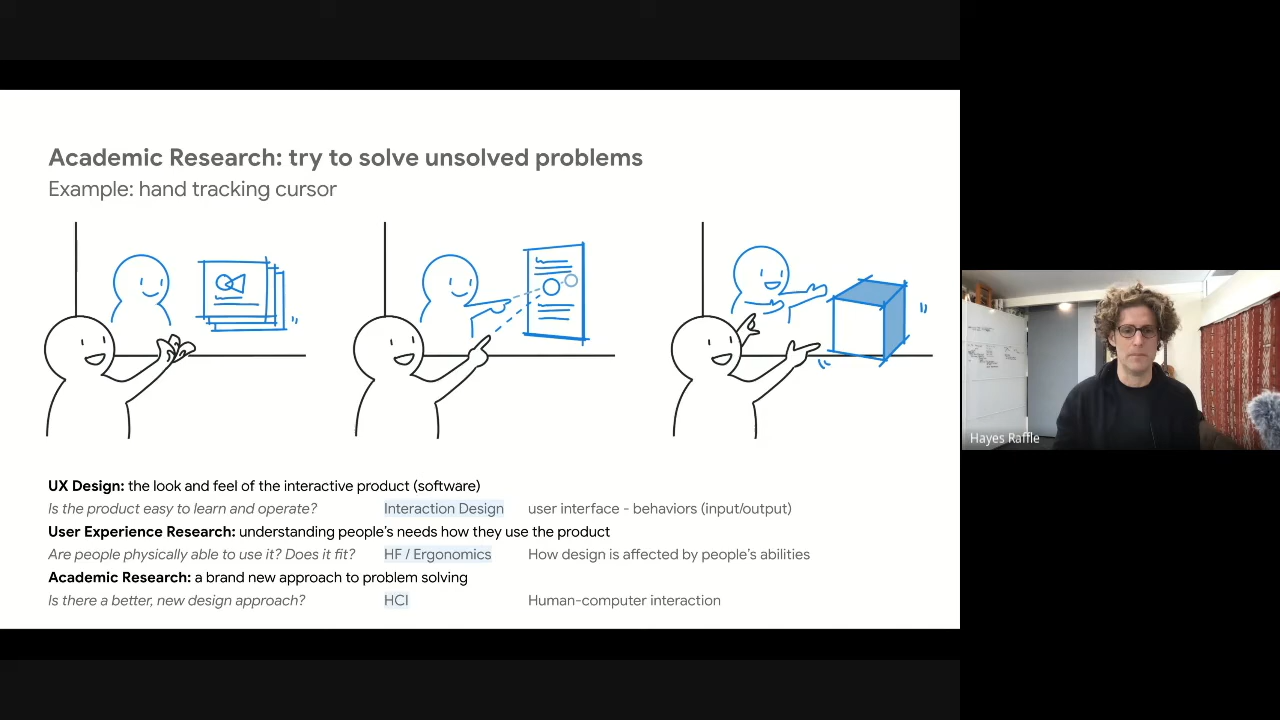 Academic Research: try to solve unsolved problems
Example: hand tracking cursor
UX Design: the look and feel of the interactive product (software)
Is the product easy to learn and operate? Interaction Design user interface - behaviors (input/output)
User Experience Research: understanding people's needs how they use the product
Are people physically able to use it? Does it fit? HF / Ergonomics How design is affected by people's abilities
Academic Research: a brand new approach to problem solving
Is there a better, new design approach? HCI Human-computer interaction
Hayes Raffle